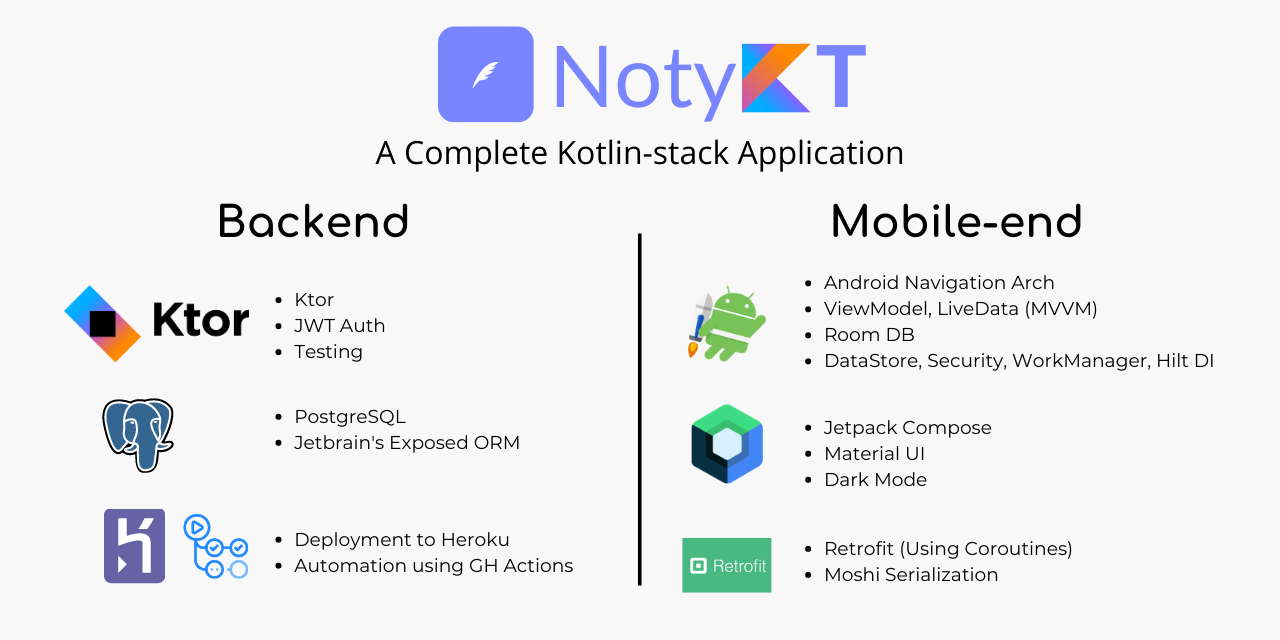 NotyKT
A Complete Kotlin-stack Application
Backend
Ktor
• Ktor
• JWT Auth
• Testing
• PostgreSQL
• Jetbrain's Exposed ORM
• Deployment to Heroku
• Automation using GH Actions
Mobile-end
• Android Navigation Arch
• ViewModel, LiveData (MVVM)
• Room DB
• DataStore, Security, WorkManager, Hilt DI
• Jetpack Compose
• Material UI
• Dark Mode
Retrofit
• Retrofit (Using Coroutines)
• Moshi Serialization